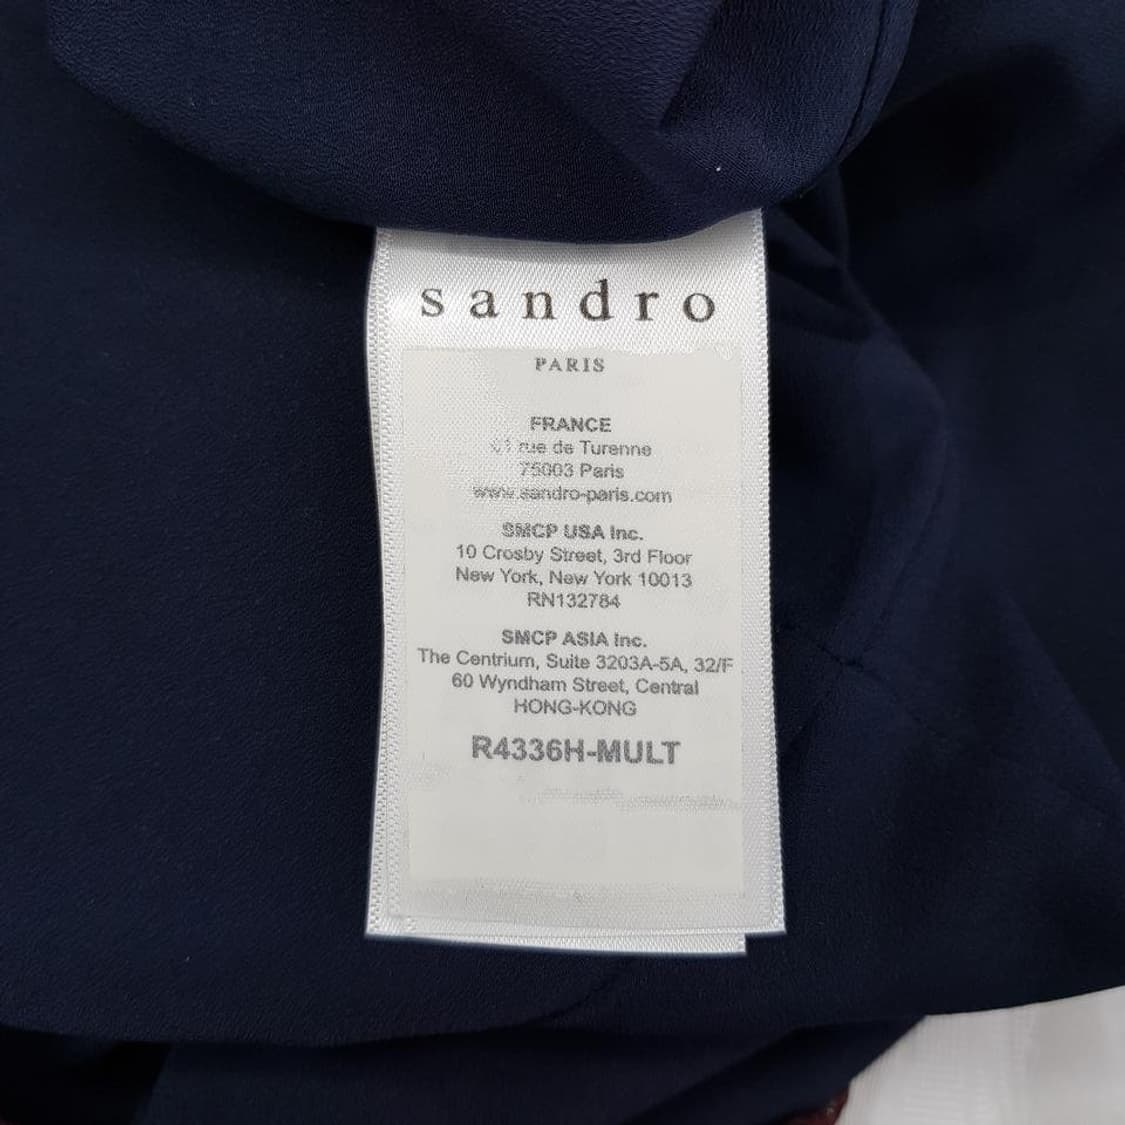 sandro
PARIS
FRANCE
rue de Turenne
75003 Paris
www.sandro-paris.com
SMCP USA Inc.
10 Crosby Street, 3rd Floor
New York, New York 10013
RN132784
SMCP ASIA Inc.
The Centrium, Suite 3203A-5A, 32/F
60 Wyndham Street, Central
HONG-KONG
R4336H-MULT